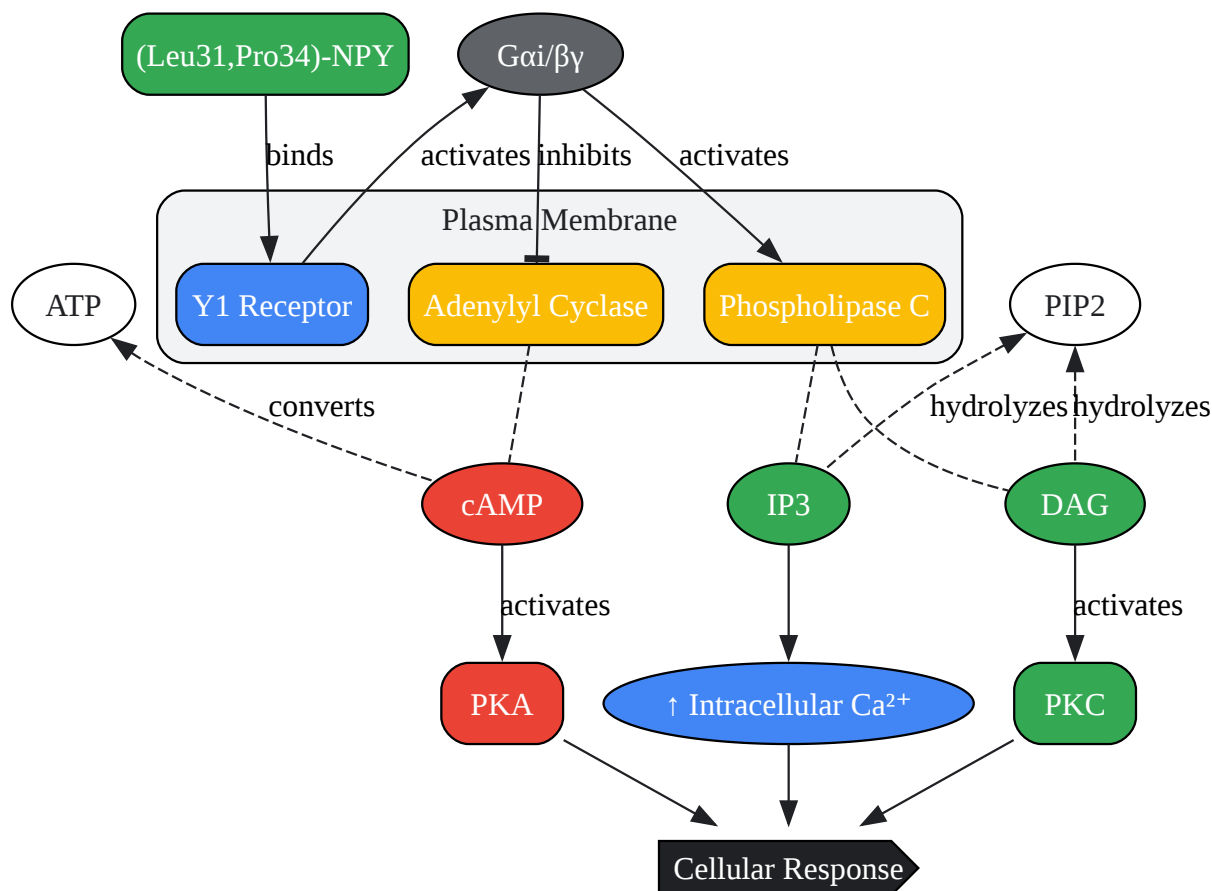 (Leu31,Pro34)-NPY
Gαi/βγ
binds
activates
inhibits
activates
Plasma Membrane
ATP
Y1 Receptor
Adenylyl Cyclase
Phospholipase C
PIP2
converts
hydrolyzes
hydrolyzes
cAMP
IP3
DAG
activates
activates
PKA
↑ Intracellular Ca²⁺
PKC
Cellular Response